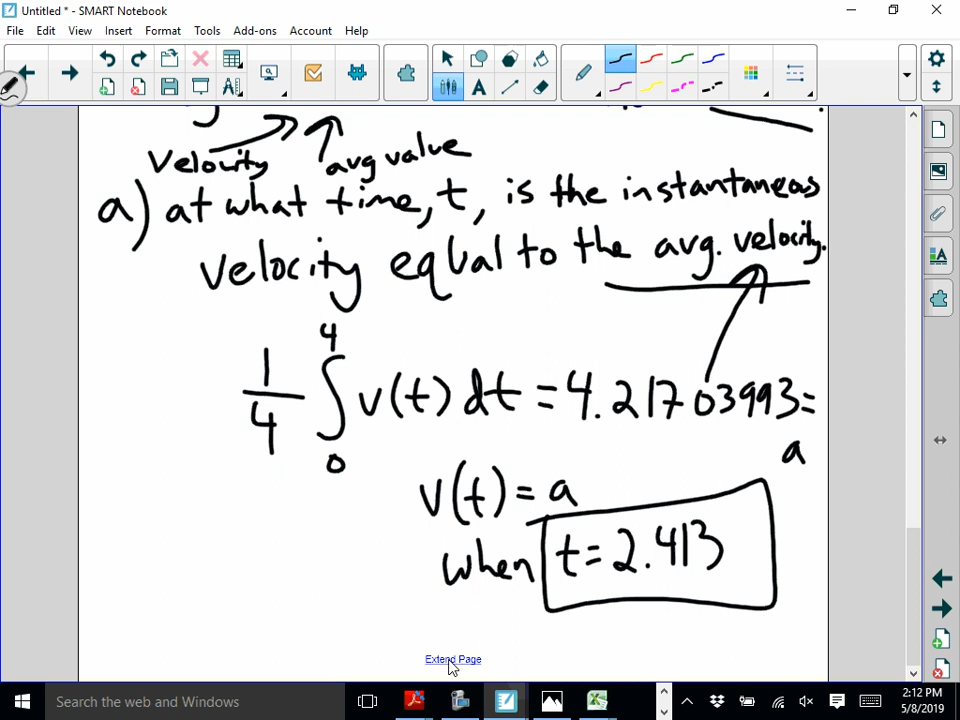 Untitled * - SMART Notebook
File Edit View Insert Format Tools Add-ons Account Help
Velocity avg value
a) at what time, t, is the instantaneous
velocity equal to the avg. velocity.
1/4 ∫₀⁴ v(t) dt = 4.21703993 =
a
v(t) = a
when t = 2.413
Extend Page
Search the web and Windows
2:12 PM
5/8/2019